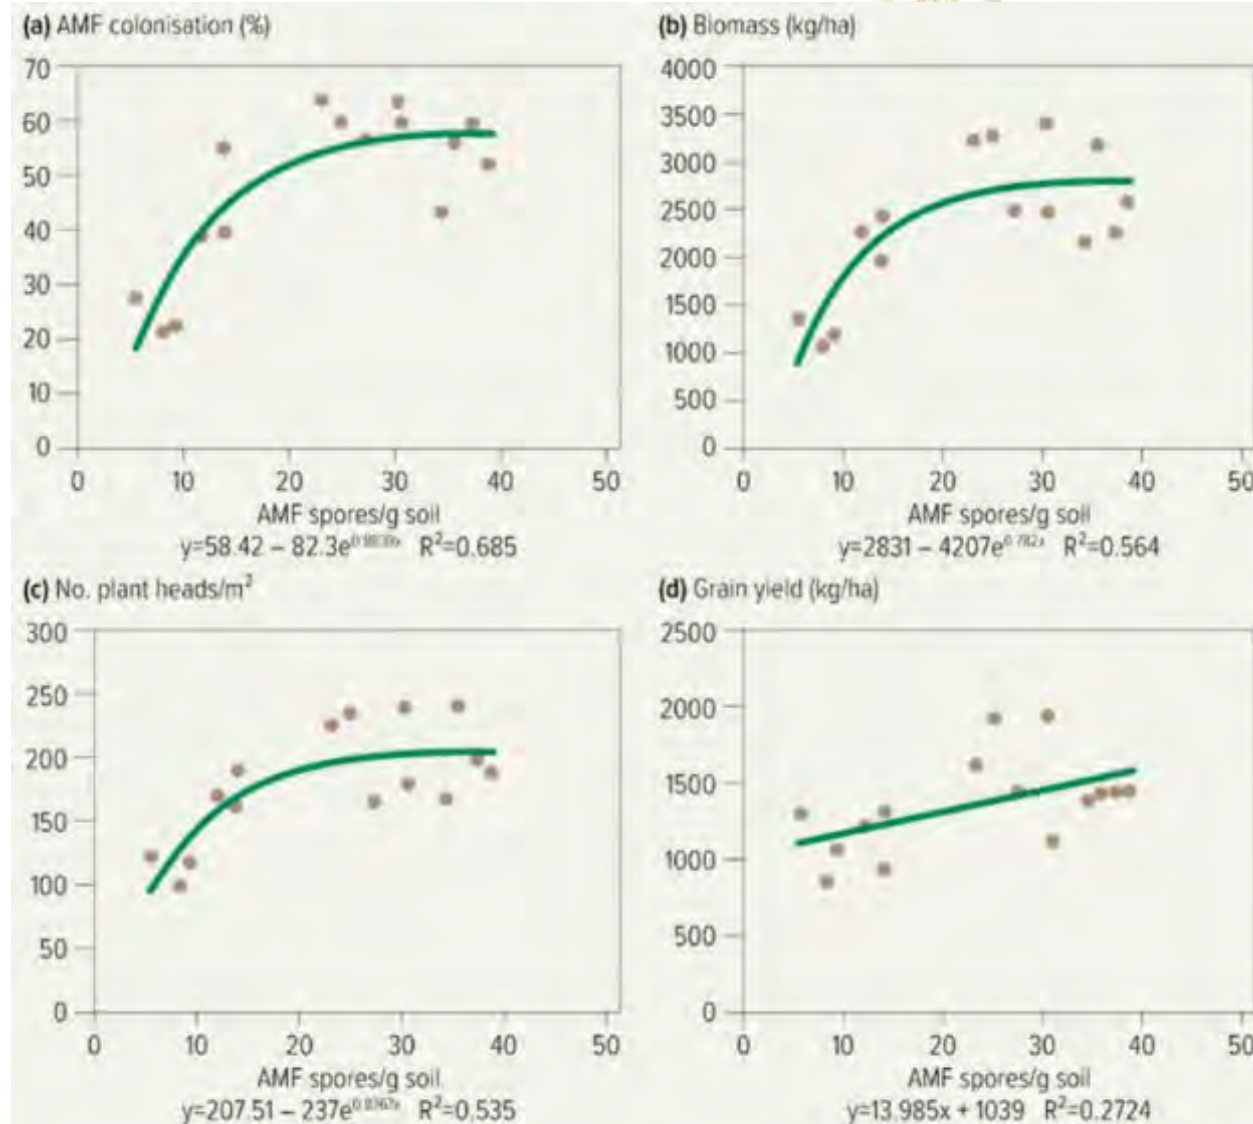 (a) AMF colonisation (%)
70
60
50
40
30
20
10
0
0 10 20 30 40 50
AMF spores/g soil
R²=0.685
(b) Biomass (kg/ha)
4000
3500
3000
2500
2000
1500
1000
500
0
0 10 20 30 40 50
AMF spores/g soil
R²=0.564
(c) No. plant heads/m²
300
250
200
150
100
50
0
0 10 20 30 40 50
AMF spores/g soil
R²=0.535
(d) Grain yield (kg/ha)
2500
2000
1500
1000
500
0
0 10 20 30 40 50
AMF spores/g soil
y=13.985x + 1039 R²=0.2724